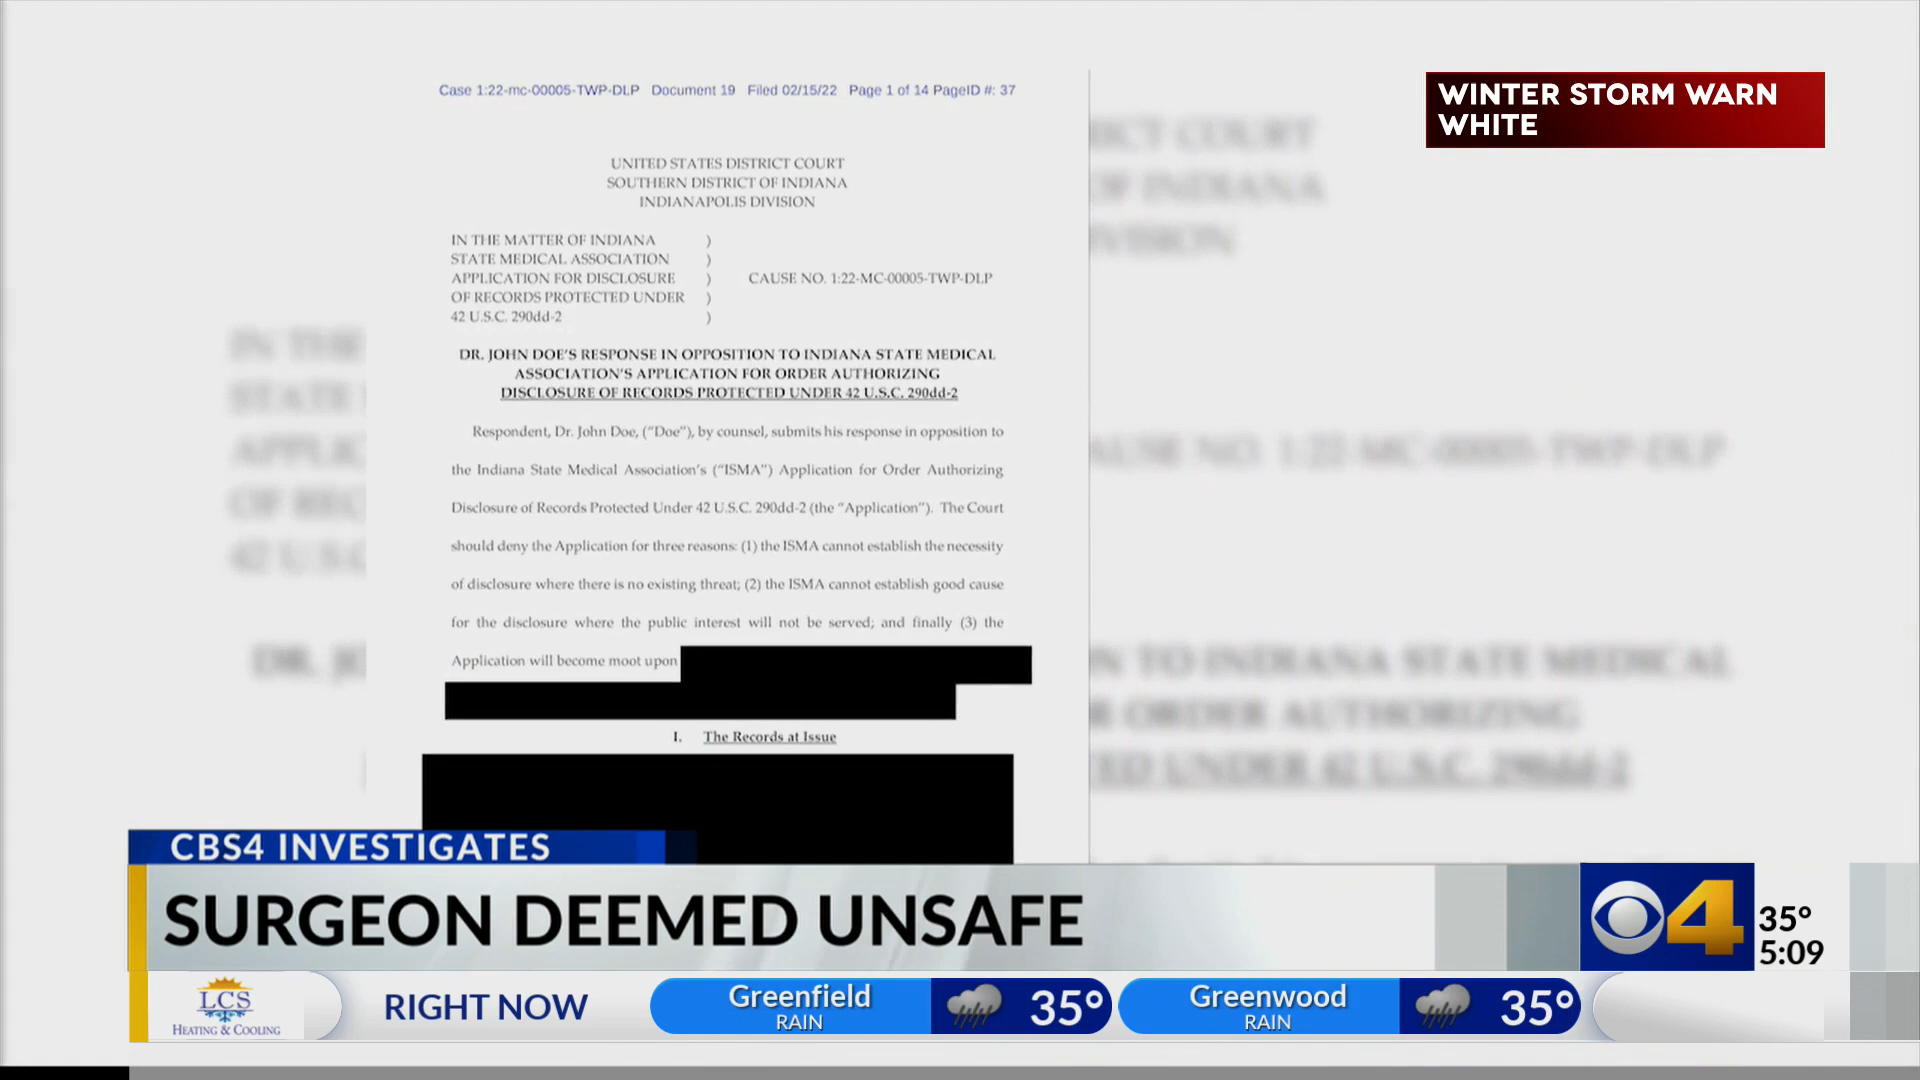 Case 1:22-mc-00005-TWP-DLP Document 19 Filed 02/15/22 Page 1 of 14 PageID #: 37
WINTER STORM WARN
WHITE
UNITED STATES DISTRICT COURT
SOUTHERN DISTRICT OF INDIANA
INDIANAPOLIS DIVISION
IN THE MATTER OF INDIANA )
STATE MEDICAL ASSOCIATION )
APPLICATION FOR DISCLOSURE ) CAUSE NO. 1:22-MC-00005-TWP-DLP
OF RECORDS PROTECTED UNDER )
42 U.S.C. 290dd-2 )
DR. JOHN DOE'S RESPONSE IN OPPOSITION TO INDIANA STATE MEDICAL
ASSOCIATION'S APPLICATION FOR ORDER AUTHORIZING
DISCLOSURE OF RECORDS PROTECTED UNDER 42 U.S.C. 290dd-2
Respondent, Dr. John Doe, ("Doe"), by counsel, submits his response in opposition to
the Indiana State Medical Association's ("ISMA") Application for Order Authorizing
Disclosure of Records Protected Under 42 U.S.C. 290dd-2 (the "Application"). The Court
should deny the Application for three reasons: (1) the ISMA cannot establish the necessity
of disclosure where there is no existing threat; (2) the ISMA cannot establish good cause
for the disclosure where the public interest will not be served; and finally (3) the
Application will become moot upon
I. The Records at Issue
CBS4 INVESTIGATES
SURGEON DEEMED UNSAFE
4
35°
5:09
LCS
HEATING & COOLING
RIGHT NOW
Greenfield
RAIN
35°
Greenwood
RAIN
35°